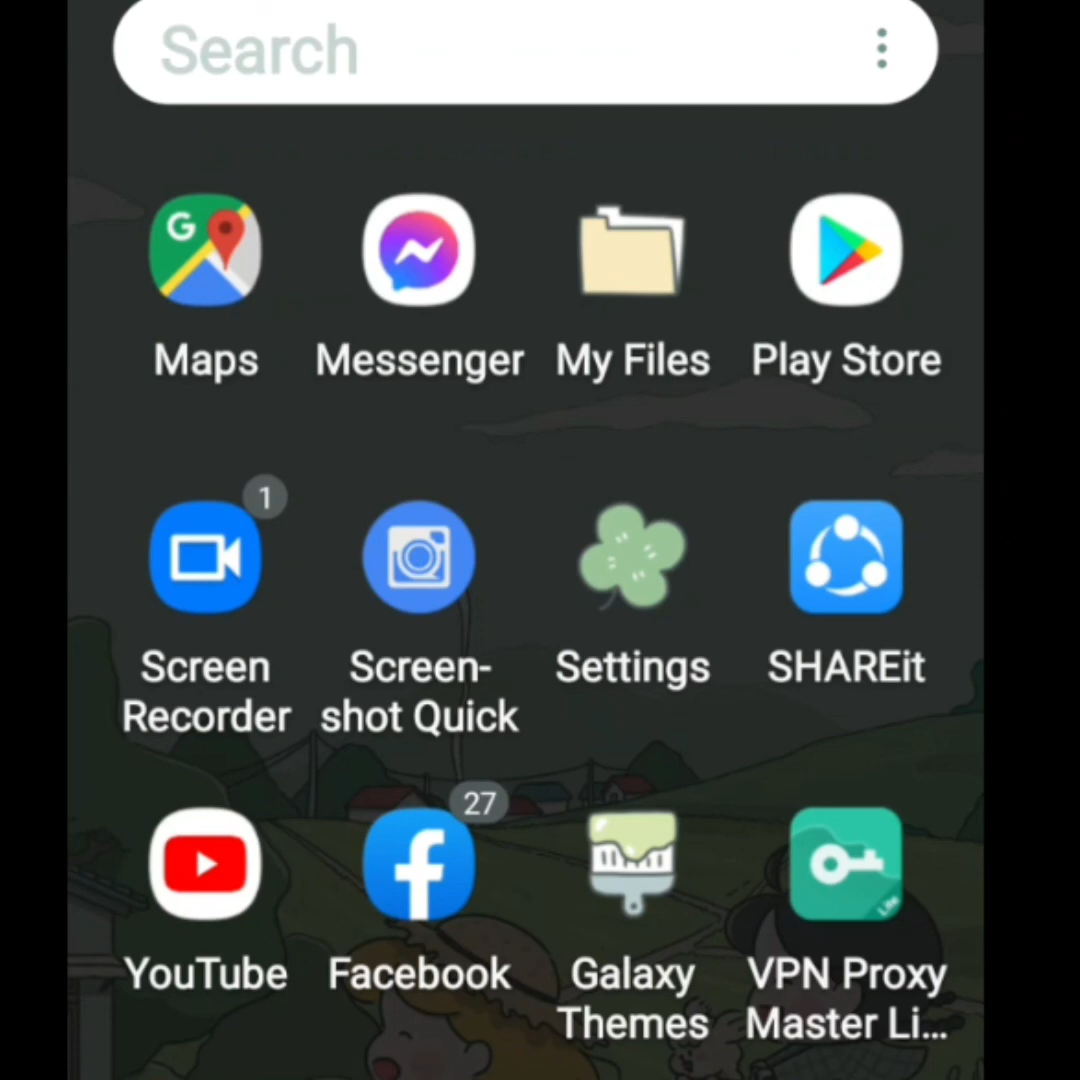 Search
G
Maps
Messenger
My Files
Play Store
1
Screen
Recorder
Screen-
shot Quick
Settings
SHAREit
27
f
YouTube
Facebook
Galaxy
Themes
Lite
VPN Proxy
Master Li...